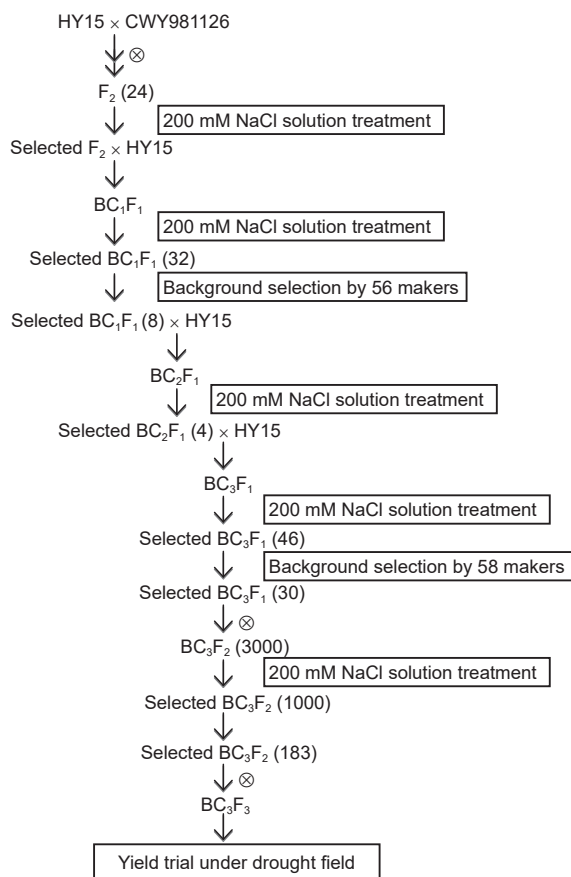 HY15 × CWY981126
⊗
F₂ (24)
200 mM NaCl solution treatment
Selected F₂ × HY15
BC₁F₁
200 mM NaCl solution treatment
Selected BC₁F₁ (32)
Background selection by 56 makers
Selected BC₁F₁ (8) × HY15
BC₂F₁
200 mM NaCl solution treatment
Selected BC₂F₁ (4) × HY15
BC₃F₁
200 mM NaCl solution treatment
Selected BC₃F₁ (46)
Background selection by 58 makers
Selected BC₃F₁ (30)
⊗
BC₃F₂ (3000)
200 mM NaCl solution treatment
Selected BC₃F₂ (1000)
Selected BC₃F₂ (183)
⊗
BC₃F₃
Yield trial under drought field